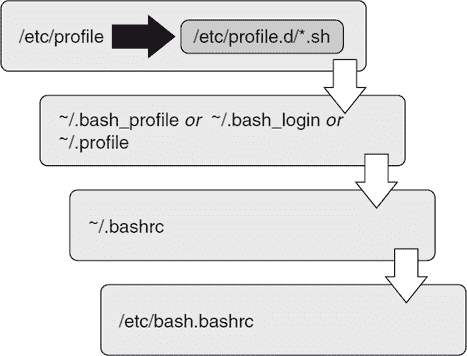 /etc/profile /etc/profile.d/*.sh
~/.bash_profile or ~/.bash_login or
~/.profile
~/.bashrc
/etc/bash.bashrc